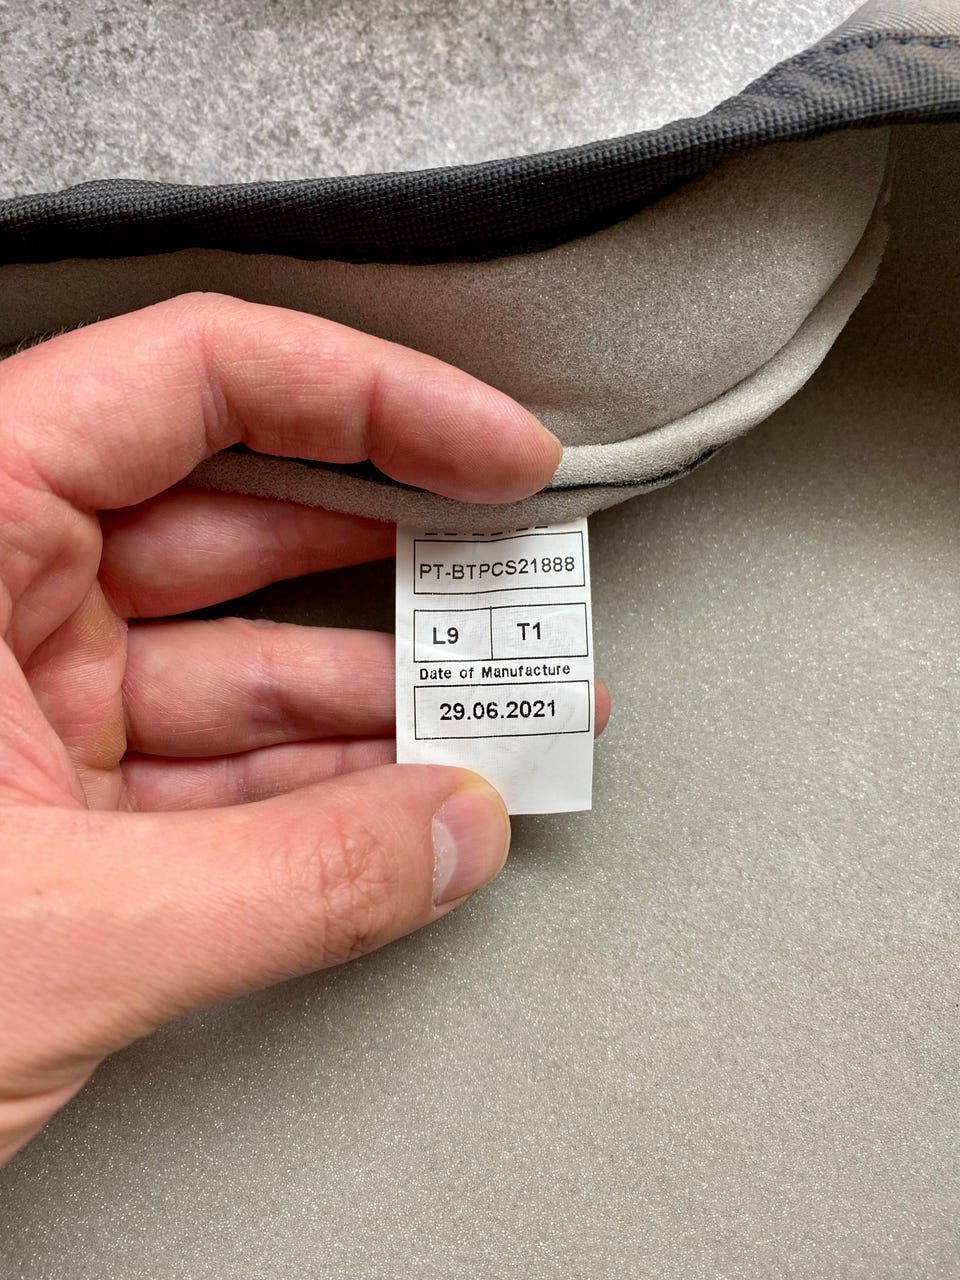 PT-BTPCS21888
L9 T1
Date of Manufacture
29.06.2021